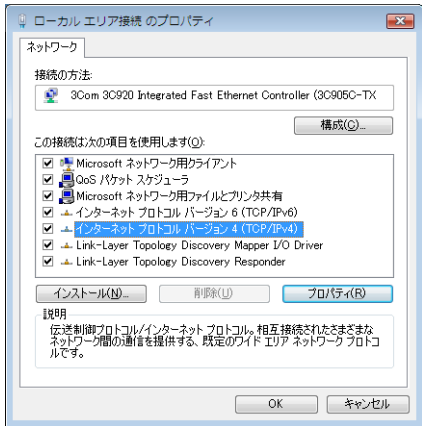 ローカル エリア接続 のプロパティ
ネットワーク
接続の方法:
3Com 3C920 Integrated Fast Ethernet Controller (3C905C-TX
構成(C)...
この接続は次の項目を使用します(O):
Microsoft ネットワーク用クライアント
QoS パケット スケジューラ
Microsoft ネットワーク用ファイルとプリンタ共有
インターネット プロトコル バージョン 6 (TCP/IPv6)
インターネット プロトコル バージョン 4 (TCP/IPv4)
Link-Layer Topology Discovery Mapper I/O Driver
Link-Layer Topology Discovery Responder
インストール(N)...
削除(U)
プロパティ(R)
説明
伝送制御プロトコル/インターネット プロトコル。相互接続されたさまざまな
ネットワーク間の通信を提供する、既定のワイド エリア ネットワーク プロトコ
ルです。
OK
キャンセル